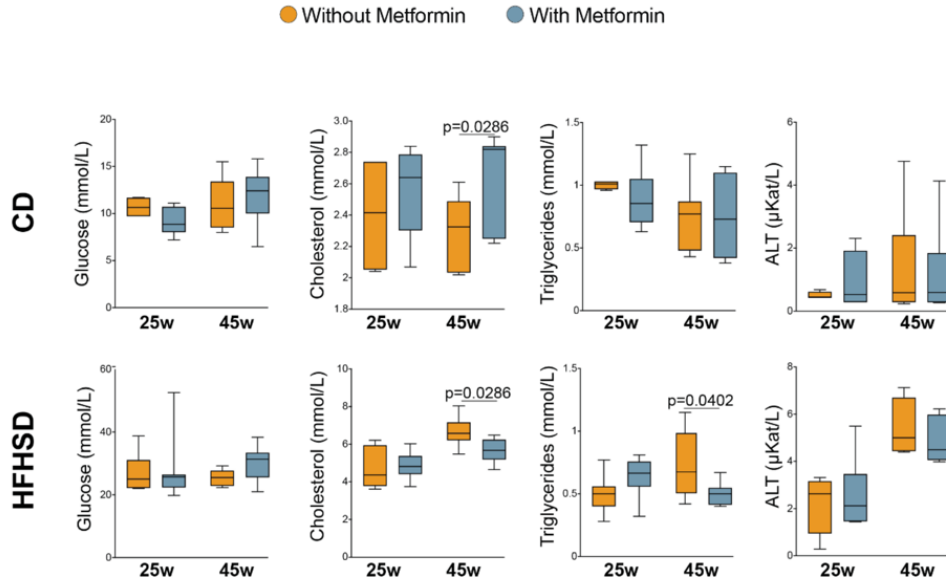 Without Metformin With Metformin
CD
Glucose (mmol/L)
20
15
10
5
0
25w 45w
Cholesterol (mmol/L)
3.0
2.8
2.6
2.4
2.2
2.0
1.8
p=0.0286
25w 45w
Triglycerides (mmol/L)
1.5
1
0.5
0
25w 45w
ALT (µKat/L)
6
4
2
0
25w 45w
HFHSD
Glucose (mmol/L)
60
40
20
0
25w 45w
Cholesterol (mmol/L)
10
8
6
4
2
0
p=0.0286
25w 45w
Triglycerides (mmol/L)
1.5
1
0.5
0
p=0.0402
25w 45w
ALT (µKat/L)
8
6
4
2
0
25w 45w